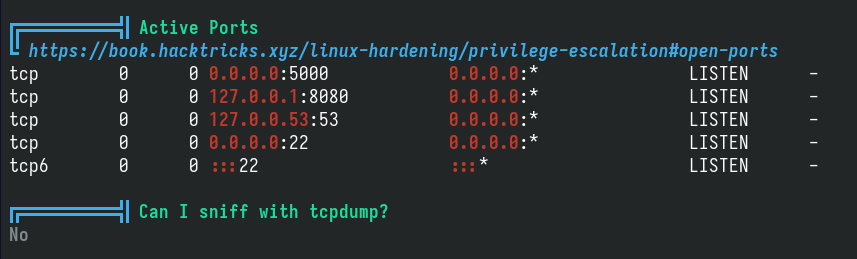 ╔══════════╣ Active Ports
╚ https://book.hacktricks.xyz/linux-hardening/privilege-escalation#open-ports
tcp        0      0 0.0.0.0:5000            0.0.0.0:*               LISTEN      -
tcp        0      0 127.0.0.1:8080          0.0.0.0:*               LISTEN      -
tcp        0      0 127.0.0.53:53           0.0.0.0:*               LISTEN      -
tcp        0      0 0.0.0.0:22              0.0.0.0:*               LISTEN      -
tcp6       0      0 :::22                   :::*                    LISTEN      -
╔══════════╣ Can I sniff with tcpdump?
No